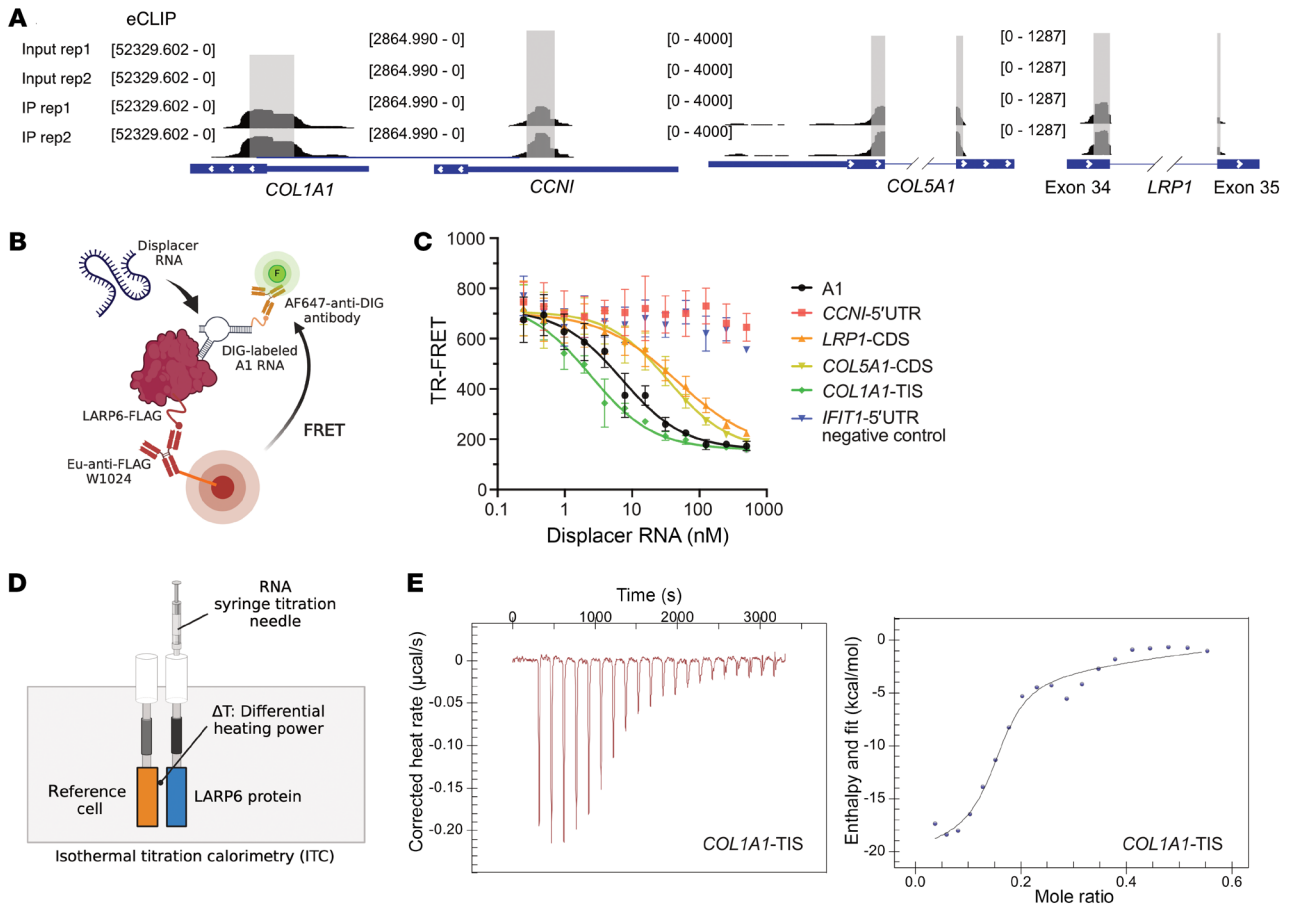 A
eCLIP
Input rep1
Input rep2
IP rep1
IP rep2
[52329.602 - 0]
[52329.602 - 0]
[52329.602 - 0]
[52329.602 - 0]
[2864.990 - 0]
[2864.990 - 0]
[2864.990 - 0]
[2864.990 - 0]
[0 - 4000]
[0 - 4000]
[0 - 4000]
[0 - 4000]
[0 - 1287]
[0 - 1287]
[0 - 1287]
[0 - 1287]
COL1A1
CCNI
COL5A1
Exon 34
LRP1
Exon 35
B
Displacer
RNA
F
AF647-anti-DIG
antibody
DIG-labeled
A1 RNA
LARP6-FLAG
FRET
Eu-anti-FLAG
W1024
C
TR-FRET
1000
800
600
400
200
0
0.1
1
10
100
1000
Displacer RNA (nM)
A1
CCNI-5′UTR
LRP1-CDS
COL5A1-CDS
COL1A1-TIS
IFIT1-5′UTR
negative control
D
RNA
syringe titration
needle
ΔT: Differential
heating power
Reference
cell
LARP6 protein
Isothermal titration calorimetry (ITC)
E
Time (s)
0
1000
2000
3000
Corrected heat rate (µcal/s)
0
-0.05
-0.10
-0.15
-0.20
COL1A1-TIS
Enthalpy and fit (kcal/mol)
0
-5
-10
-15
-20
COL1A1-TIS
0.0
0.2
0.4
0.6
Mole ratio